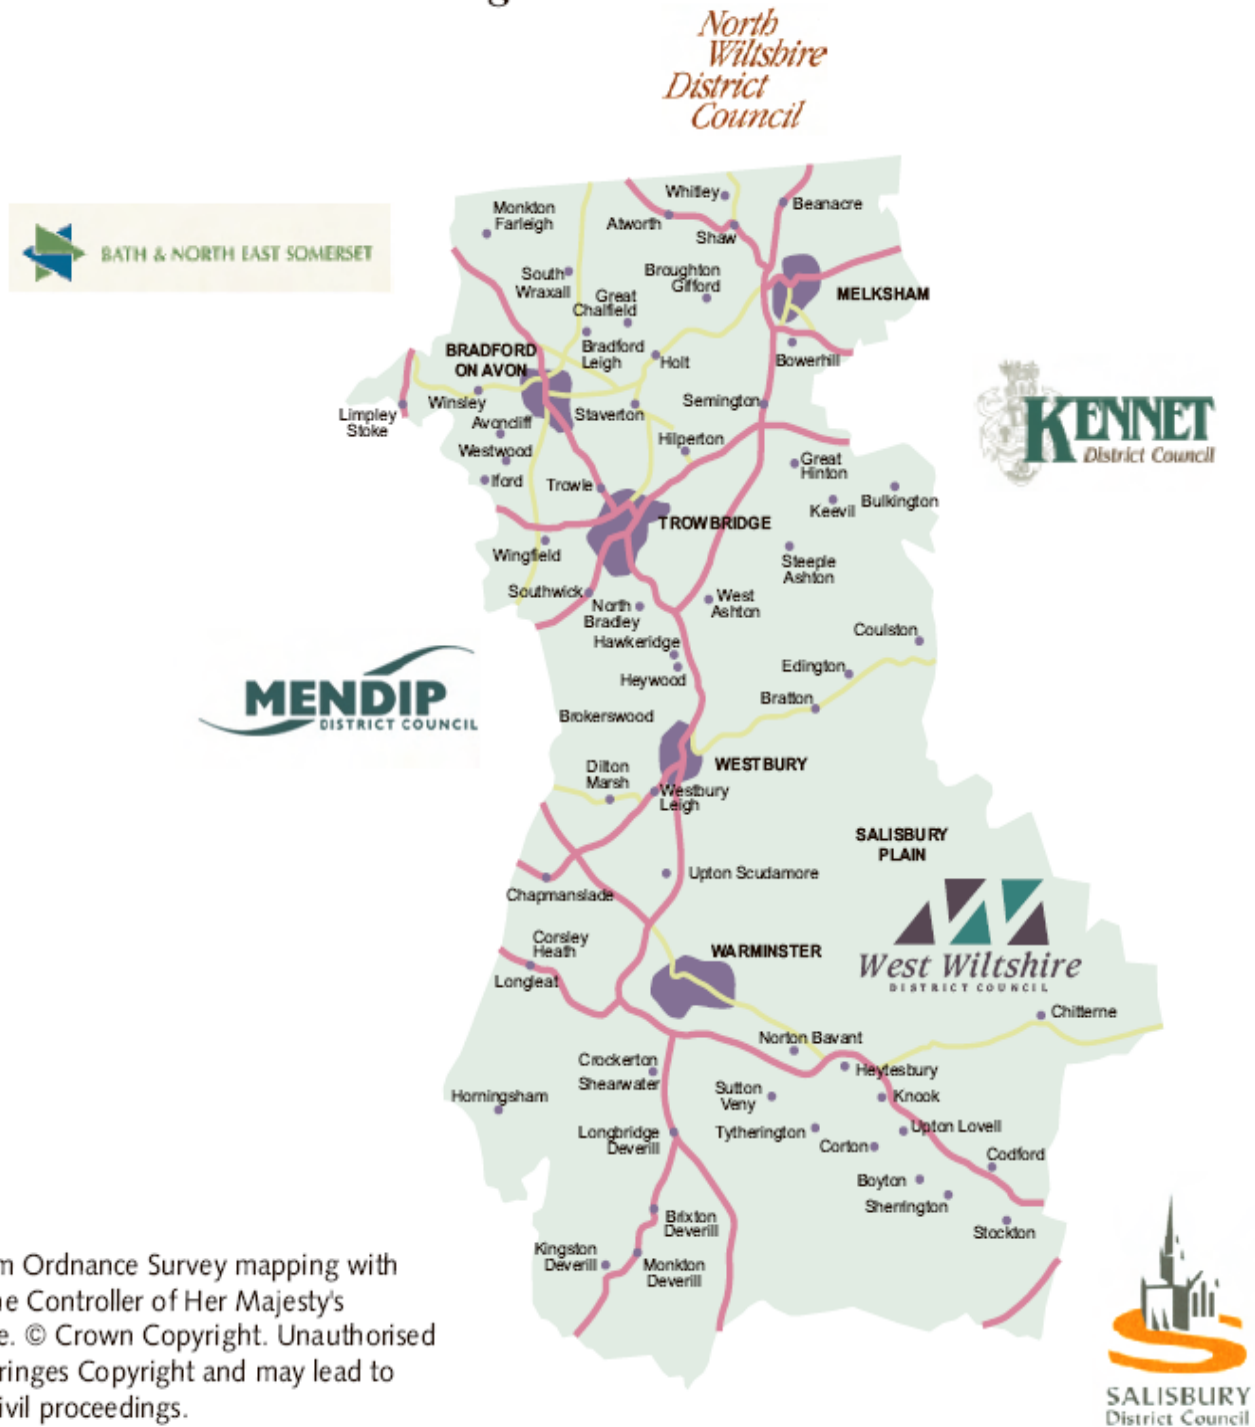 North
Wiltshire
District
Council
BATH & NORTH EAST SOMERSET
Whitley
Beanacre
Monkton
Farleigh
Atworth
Shaw
South
Wraxall
Broughton
Gifford
Great
Chalfield
MELKSHAM
BRADFORD
ON AVON
Bradford
Leigh
Holt
Bowerhill
Winsley
Limpley
Stoke
Staverton
Semington
Avoncliff
Hilperton
Westwood
Great
Hinton
Iford
Trowle
Keevil
Bulkington
TROWBRIDGE
Wingfield
Steeple
Ashton
Southwick
North
Bradley
West
Ashton
KENNET
District Council
Hawkeridge
Coulston
Heywood
Edington
Bratton
MENDIP
DISTRICT COUNCIL
Brokerswood
WESTBURY
Dilton
Marsh
Westbury
Leigh
SALISBURY
PLAIN
Upton Scudamore
Chapmanslade
Corsley
Heath
WARMINSTER
Longleat
West Wiltshire
DISTRICT COUNCIL
Chitterne
Norton Bavant
Crockerton
Shearwater
Heytesbury
Horningsham
Sutton
Veny
Knook
Longbridge
Deverill
Tytherington
Upton Lovell
Corton
Codford
Boyton
Sherrington
Stockton
Brixton
Deverill
Kingston
Deverill
Monkton
Deverill
m Ordnance Survey mapping with
he Controller of Her Majesty's
e. © Crown Copyright. Unauthorised
ringes Copyright and may lead to
ivil proceedings.
SALISBURY
District Council